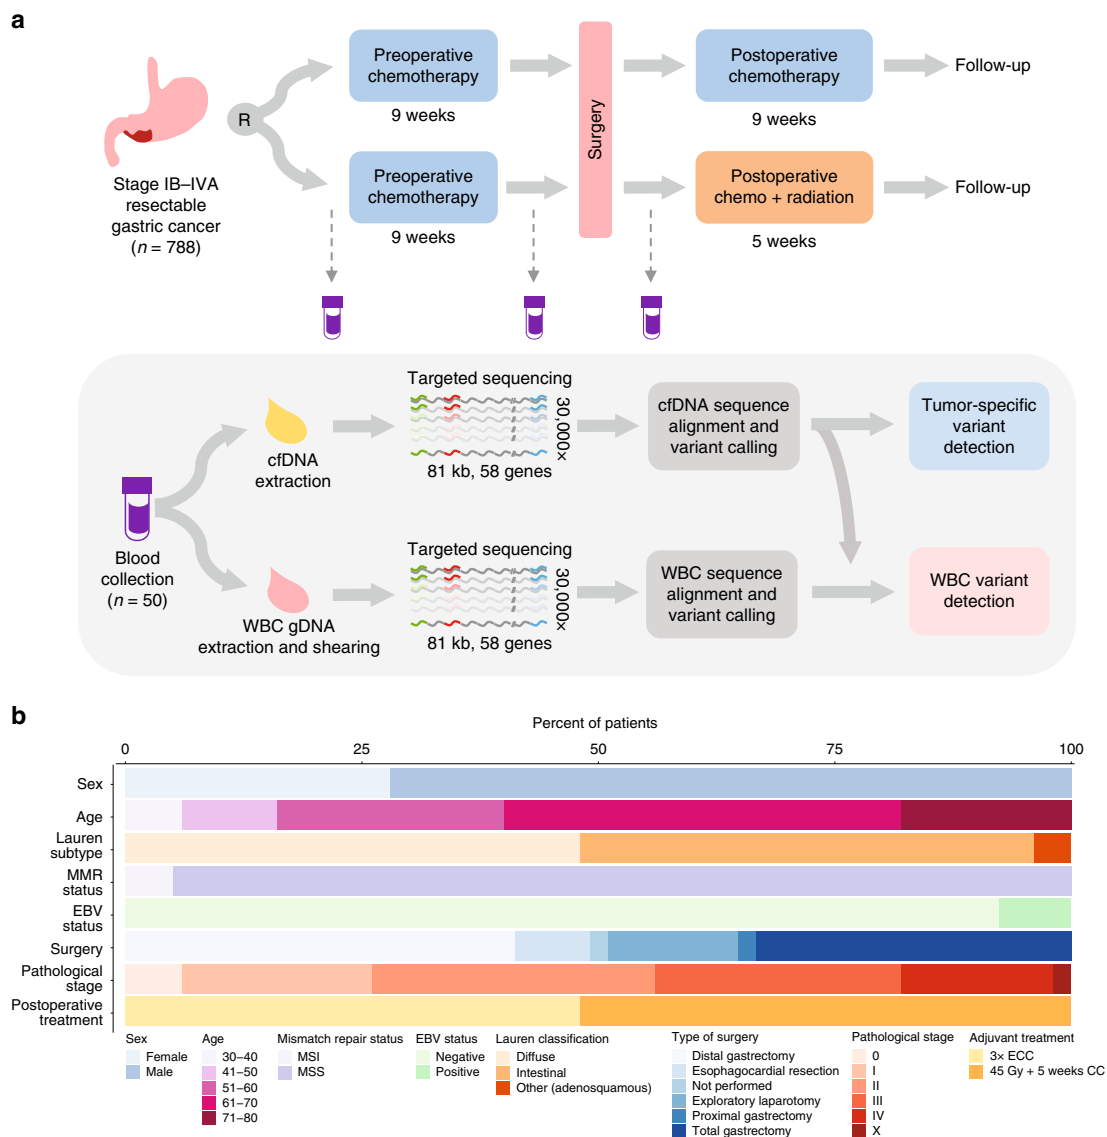 a
Preoperative
chemotherapy
9 weeks
Surgery
Postoperative
chemotherapy
9 weeks
Follow-up
R
Stage IB–IVA
resectable
gastric cancer
(n = 788)
Preoperative
chemotherapy
9 weeks
Postoperative
chemo + radiation
5 weeks
Follow-up
Blood
collection
(n = 50)
cfDNA
extraction
Targeted sequencing
30,000×
81 kb, 58 genes
cfDNA sequence
alignment and
variant calling
Tumor-specific
variant
detection
WBC gDNA
extraction and shearing
Targeted sequencing
30,000×
81 kb, 58 genes
WBC sequence
alignment and
variant calling
WBC variant
detection
b
Percent of patients
0 25 50 75 100
Sex
Age
Lauren
subtype
MMR
status
EBV
status
Surgery
Pathological
stage
Postoperative
treatment
Sex
Female
Male
Age
30–40
41–50
51–60
61–70
71–80
Mismatch repair status
MSI
MSS
EBV status
Negative
Positive
Lauren classification
Diffuse
Intestinal
Other (adenosquamous)
Type of surgery
Distal gastrectomy
Esophagocardial resection
Not performed
Exploratory laparotomy
Proximal gastrectomy
Total gastrectomy
Pathological stage
0
I
II
III
IV
X
Adjuvant treatment
3× ECC
45 Gy + 5 weeks CC